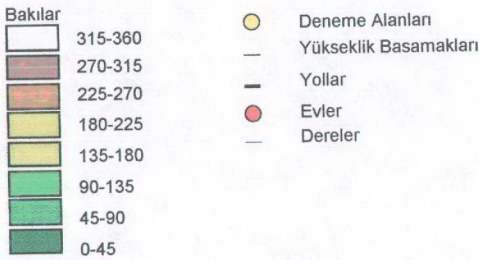 Bakılar
315-360
270-315
225-270
180-225
135-180
90-135
45-90
0-45
Deneme Alanları
Yükseklik Basamakları
Yollar
Evler
Dereler